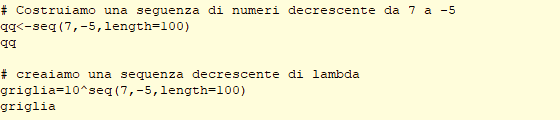 # Costruiamo una seguenza di numeri decrescente da 7 a -5
qq<-seq(7,-5,length=100)
qq
# creaiamo una sequenza decrescente di lambda
griglia=10^seq(7,-5,length=100)
griglia